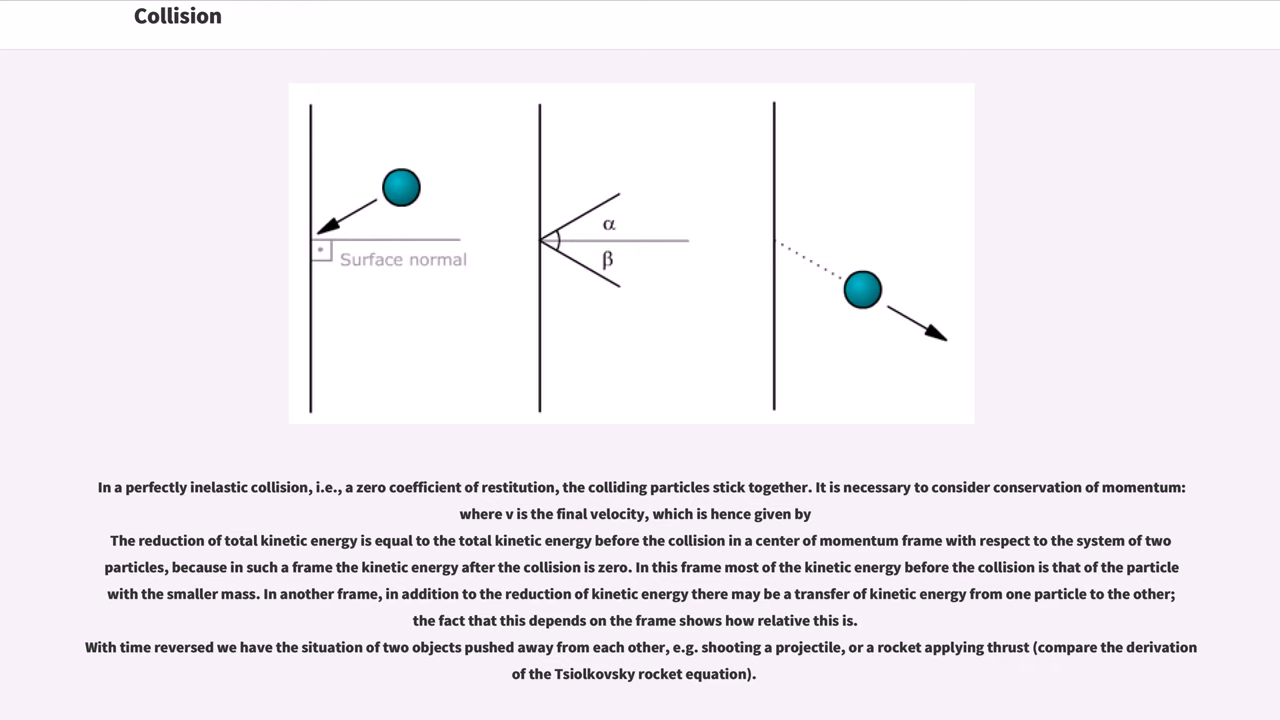 Collision
Surface normal
α
β
In a perfectly inelastic collision, i.e., a zero coefficient of restitution, the colliding particles stick together. It is necessary to consider conservation of momentum:
where v is the final velocity, which is hence given by
The reduction of total kinetic energy is equal to the total kinetic energy before the collision in a center of momentum frame with respect to the system of two
particles, because in such a frame the kinetic energy after the collision is zero. In this frame most of the kinetic energy before the collision is that of the particle
with the smaller mass. In another frame, in addition to the reduction of kinetic energy there may be a transfer of kinetic energy from one particle to the other;
the fact that this depends on the frame shows how relative this is.
With time reversed we have the situation of two objects pushed away from each other, e.g. shooting a projectile, or a rocket applying thrust (compare the derivation
of the Tsiolkovsky rocket equation).